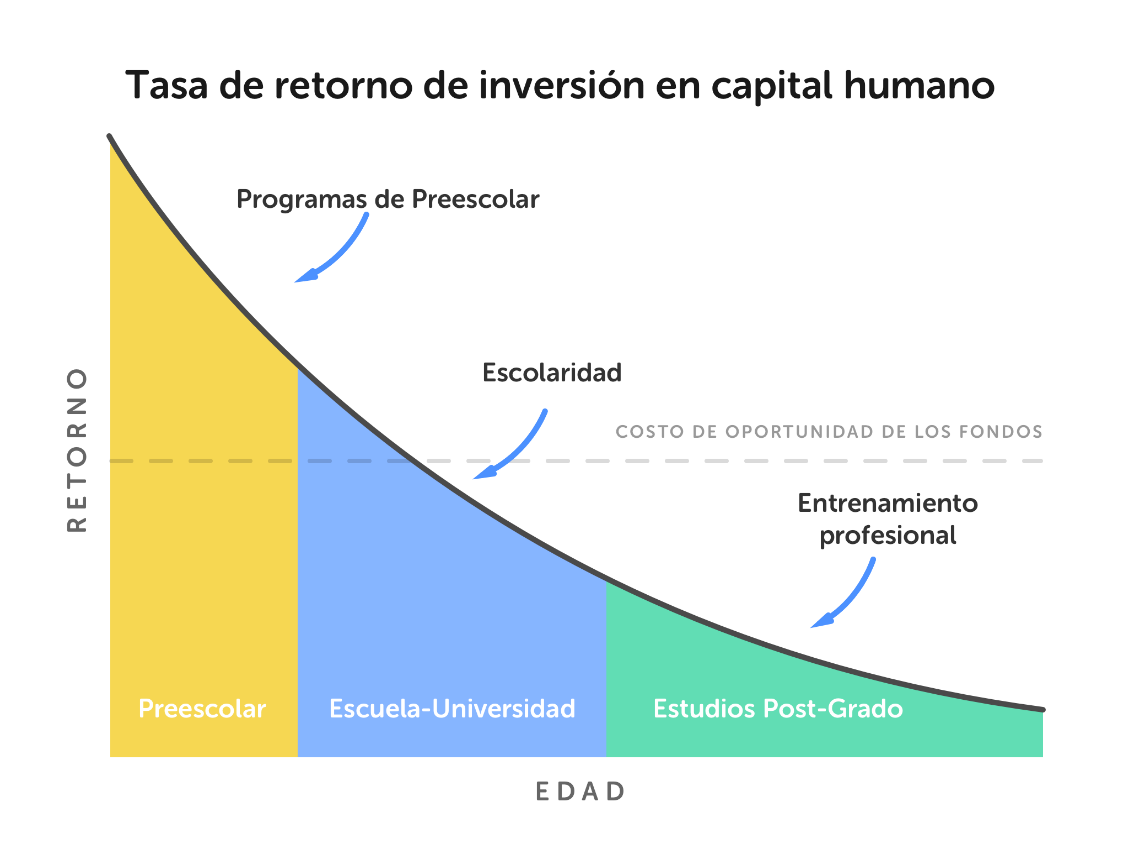 Tasa de retorno de inversión en capital humano
Programas de Preescolar
Escolaridad
COSTO DE OPORTUNIDAD DE LOS FONDOS
Entrenamiento
profesional
RETORNO
Preescolar
Escuela-Universidad
Estudios Post-Grado
EDAD